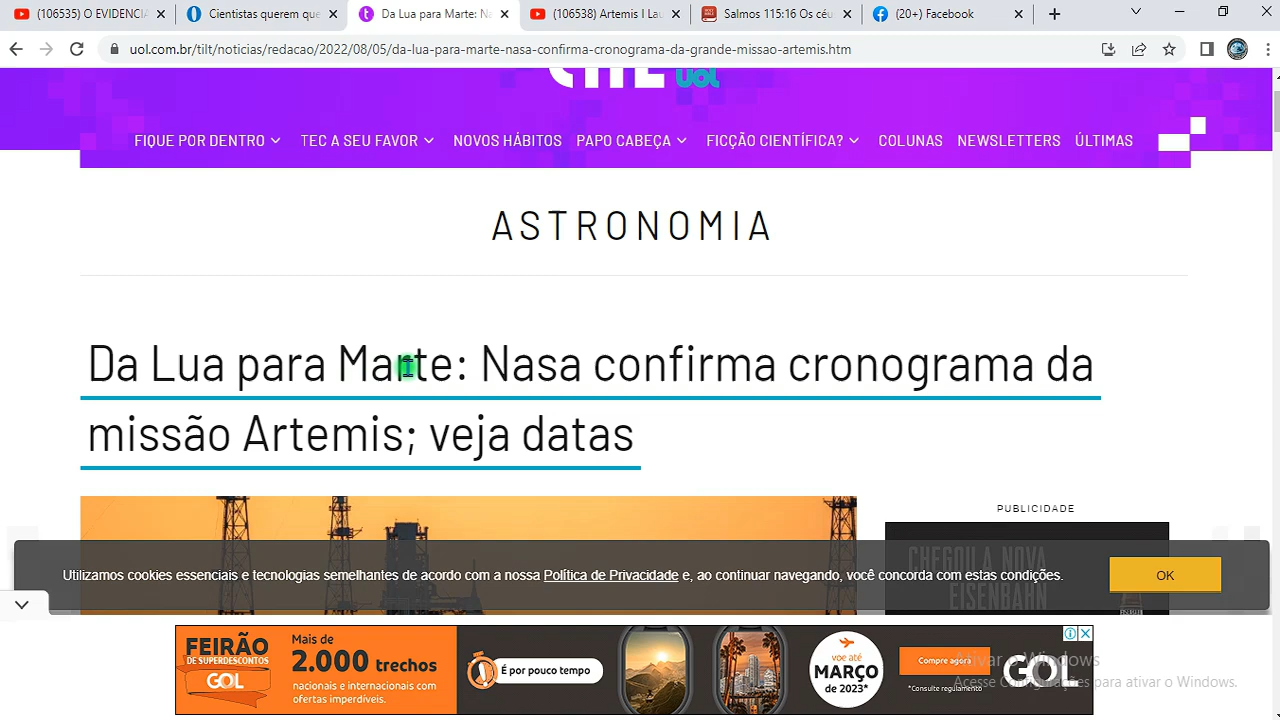 (106535) O EVIDENCIA
Cientistas querem que
Da Lua para Marte: Na
(106538) Artemis I Lau
Salmos 115:16 Os céu
(20+) Facebook
uol.com.br/tilt/noticias/redacao/2022/08/05/da-lua-para-marte-nasa-confirma-cronograma-da-grande-missao-artemis.htm
uol
FIQUE POR DENTRO TEC A SEU FAVOR NOVOS HÁBITOS PAPO CABEÇA FICÇÃO CIENTÍFICA? COLUNAS NEWSLETTERS ÚLTIMAS
ASTRONOMIA
Da Lua para Marte: Nasa confirma cronograma da
missão Artemis; veja datas
PUBLICIDADE
CHEGOU A NOVA
EISENBAHN
Utilizamos cookies essenciais e tecnologias semelhantes de acordo com a nossa Política de Privacidade e, ao continuar navegando, você concorda com estas condições.
OK
FEIRÃO
DE SUPERDESCONTOS
GOL
Mais de
2.000 trechos
nacionais e internacionais com
ofertas imperdíveis.
É por pouco tempo
voe até
MARÇO
de 2023*
Compre agora
*Consulte regulamento
GOL
Ativar o Windows
Acesse Configurações para ativar o Windows.